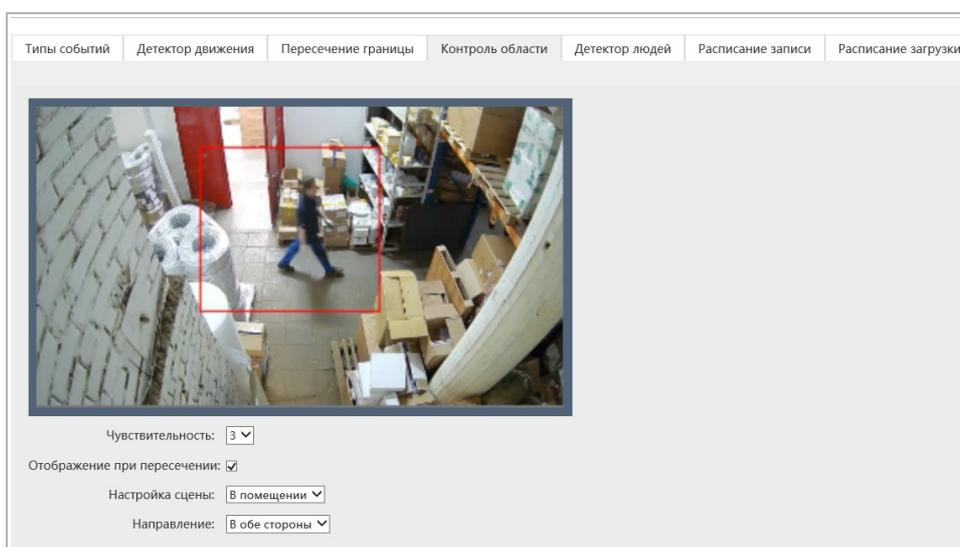 Типы событий Детектор движения Пересечение границы Контроль области Детектор людей Расписание записи Расписание загрузки
Чувствительность: 3
Отображение при пересечении:
Настройка сцены: В помещении
Направление: В обе стороны